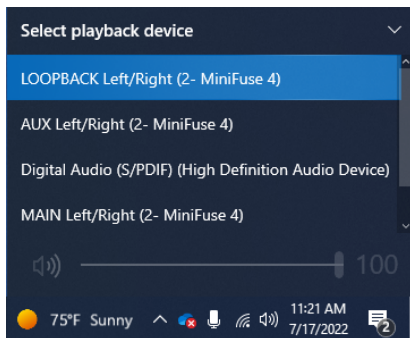 Select playback device
LOOPBACK Left/Right (2- MiniFuse 4)
AUX Left/Right (2- MiniFuse 4)
Digital Audio (S/PDIF) (High Definition Audio Device)
MAIN Left/Right (2- MiniFuse 4)
100
75°F Sunny
11:21 AM
7/17/2022
2